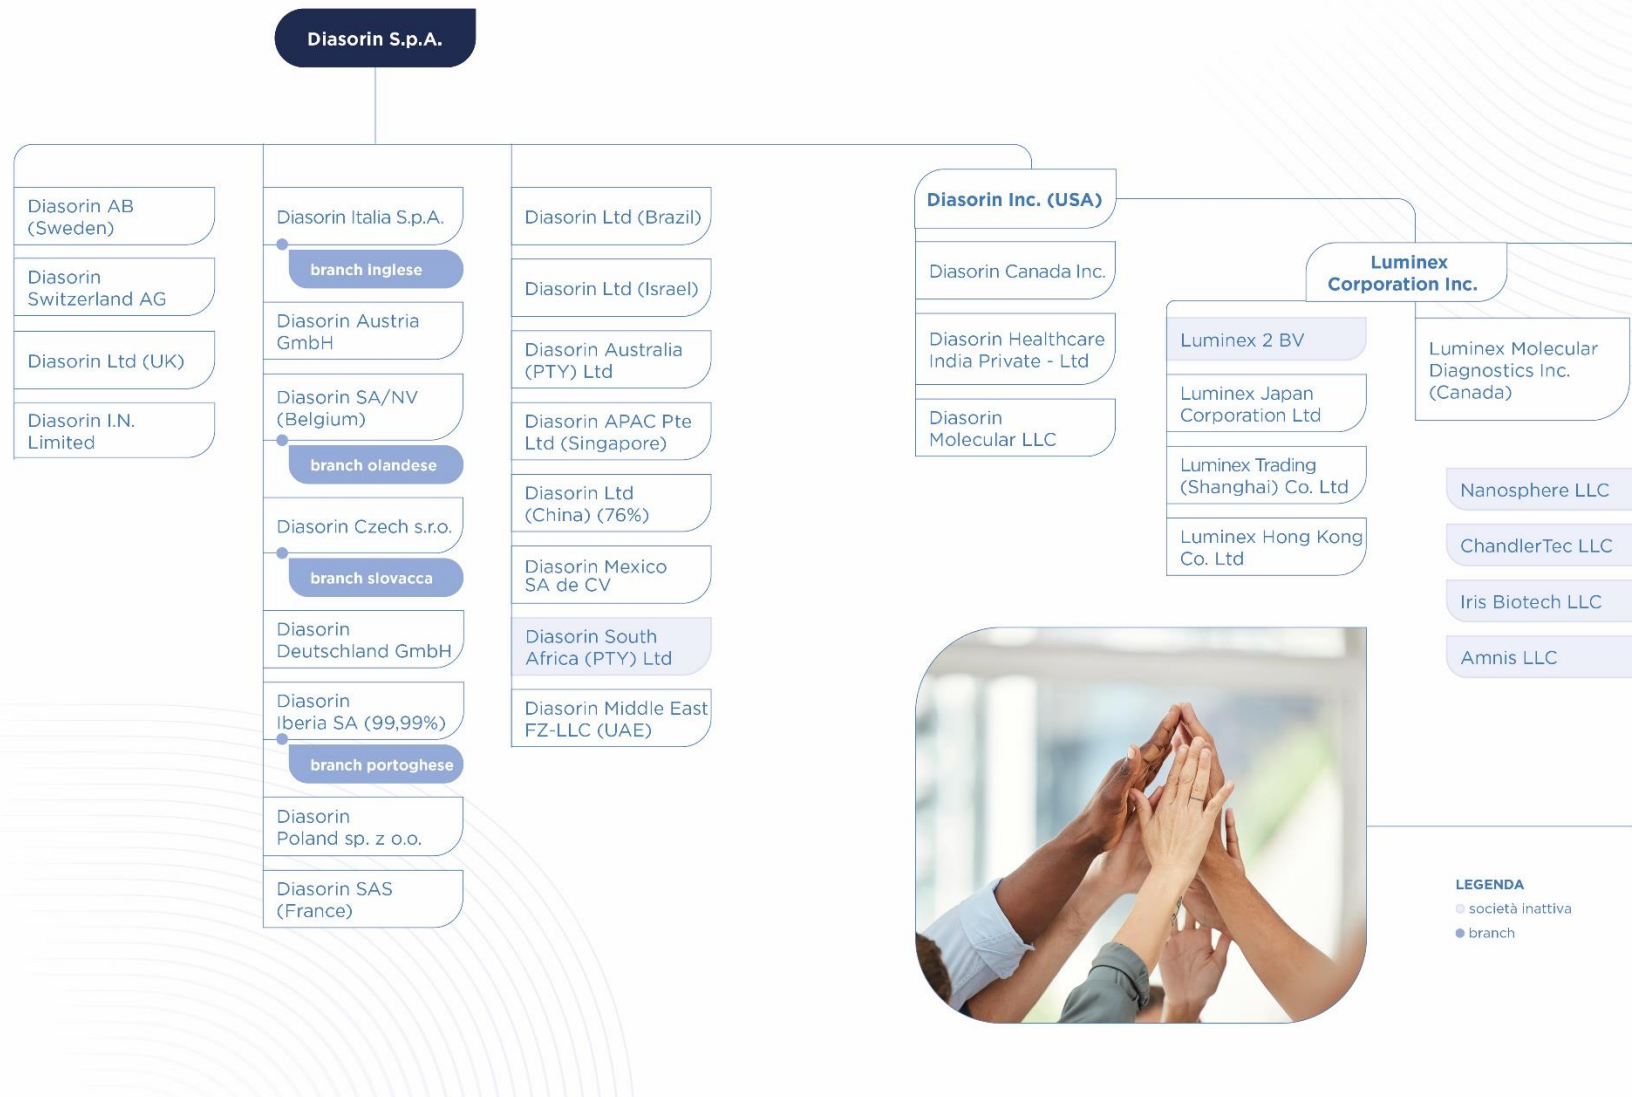 Diasorin S.p.A.
Diasorin AB
(Sweden)
Diasorin
Switzerland AG
Diasorin Ltd (UK)
Diasorin I.N.
Limited
Diasorin Italia S.p.A.
branch inglese
Diasorin Austria
GmbH
Diasorin SA/NV
(Belgium)
branch olandese
Diasorin Czech s.r.o.
branch slovacca
Diasorin
Deutschland GmbH
Diasorin
Iberia SA (99,99%)
branch portoghese
Diasorin
Poland sp. z o.o.
Diasorin SAS
(France)
Diasorin Ltd (Brazil)
Diasorin Ltd (Israel)
Diasorin Australia
(PTY) Ltd
Diasorin APAC Pte
Ltd (Singapore)
Diasorin Ltd
(China) (76%)
Diasorin Mexico
SA de CV
Diasorin South
Africa (PTY) Ltd
Diasorin Middle East
FZ-LLC (UAE)
Diasorin Inc. (USA)
Diasorin Canada Inc.
Diasorin Healthcare
India Private - Ltd
Diasorin
Molecular LLC
Luminex
Corporation Inc.
Luminex 2 BV
Luminex Japan
Corporation Ltd
Luminex Trading
(Shanghai) Co. Ltd
Luminex Hong Kong
Co. Ltd
Luminex Molecular
Diagnostics Inc.
(Canada)
Nanosphere LLC
ChandlerTec LLC
Iris Biotech LLC
Amnis LLC
LEGENDA
società inattiva
branch